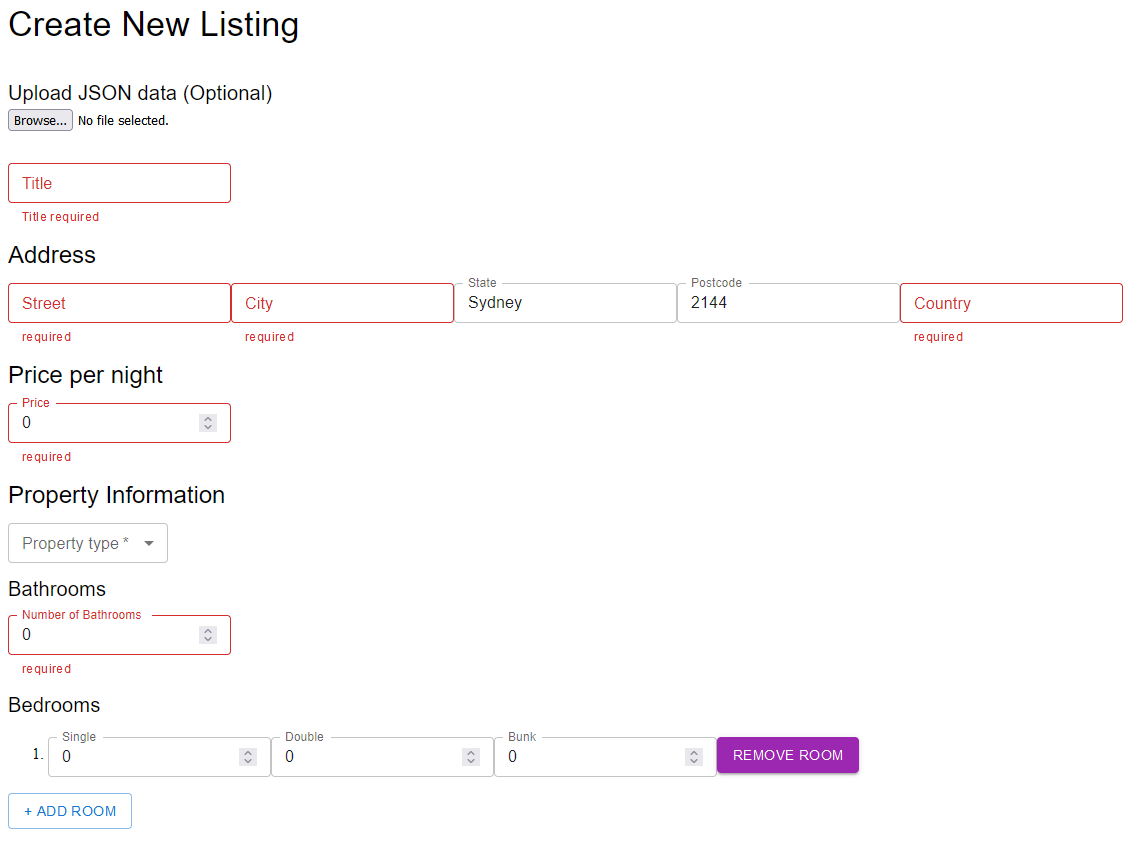 Create New Listing
Upload JSON data (Optional)
Browse... No file selected.
Title
Title required
Address
Street City State Sydney Postcode 2144 Country
required required required
Price per night
Price
0
required
Property Information
Property type *
Bathrooms
Number of Bathrooms
0
required
Bedrooms
Single Double Bunk
1. 0 0 0 REMOVE ROOM
+ ADD ROOM